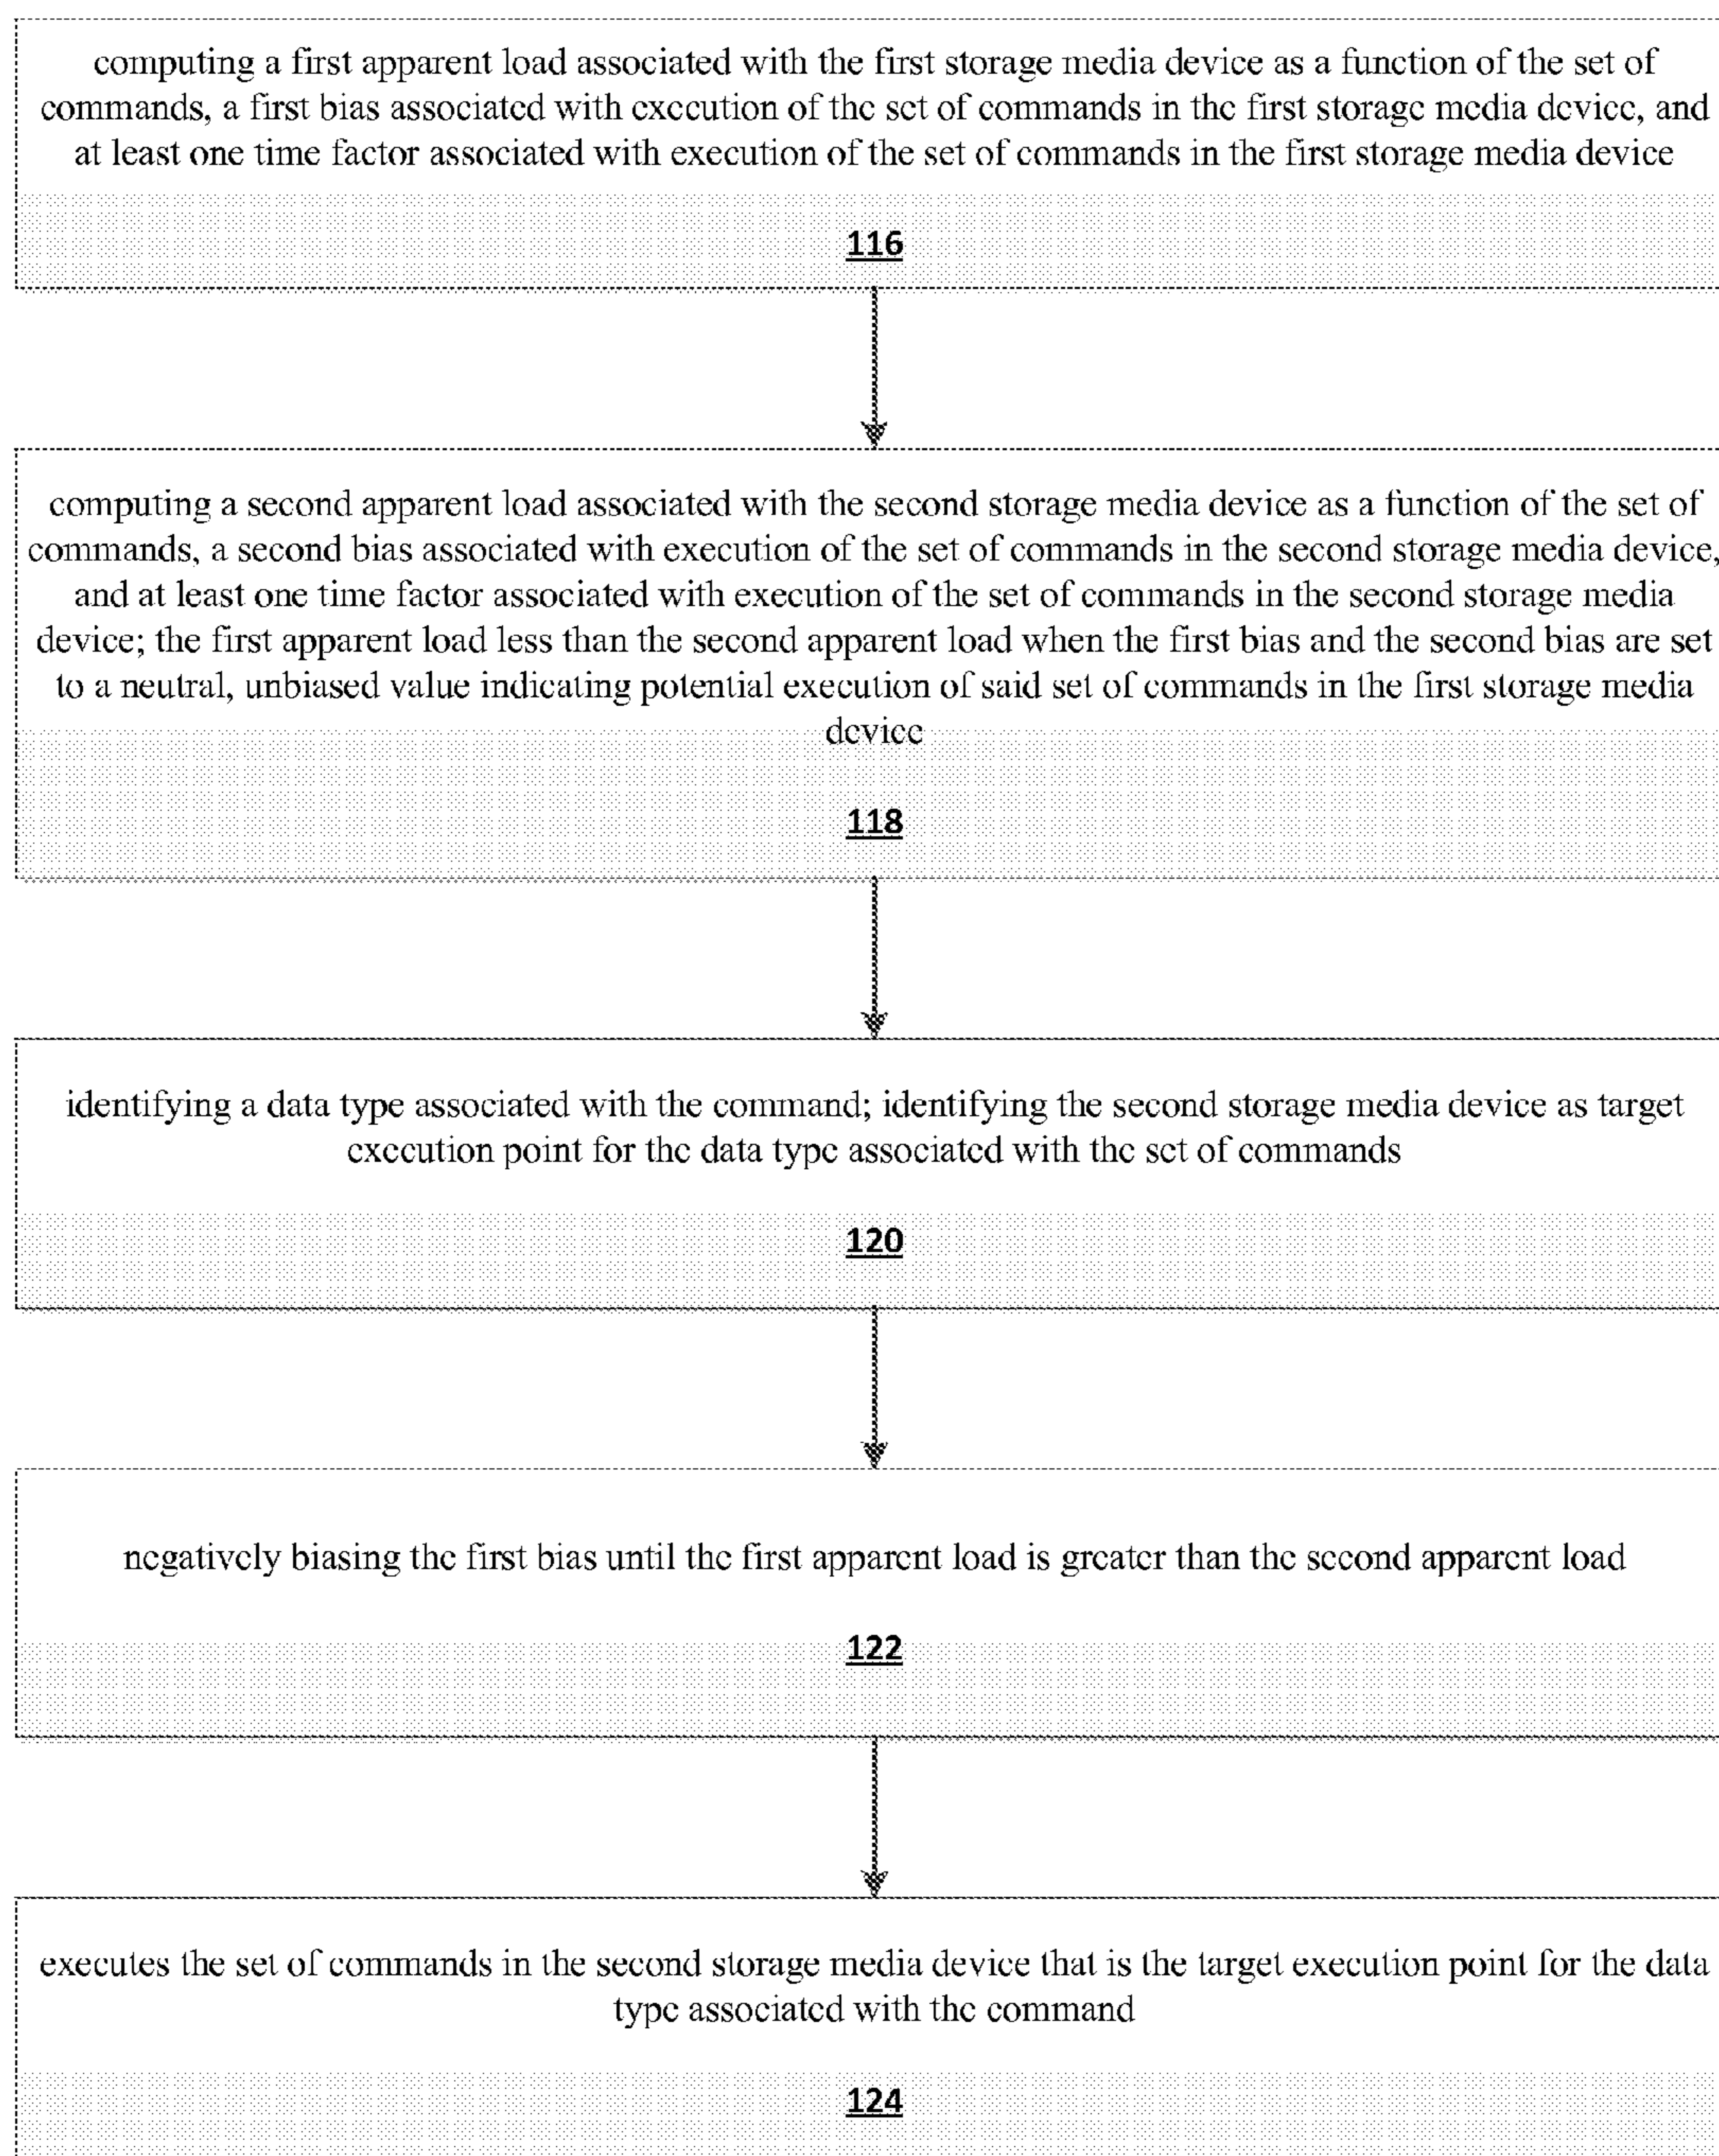 computing a first apparent load associated with the first storage media device as a function of the set of
commands, a first bias associated with execution of the set of commands in the first storage media device, and
at least one time factor associated with execution of the set of commands in the first storage media device
116
computing a second apparent load associated with the second storage media device as a function of the set of
commands, a second bias associated with execution of the set of commands in the second storage media device,
and at least one time factor associated with execution of the set of commands in the second storage media
device; the first apparent load less than the second apparent load when the first bias and the second bias are set
to a neutral, unbiased value indicating potential execution of said set of commands in the first storage media
device
118
identifying a data type associated with the command; identifying the second storage media device as target
execution point for the data type associated with the set of commands
120
negatively biasing the first bias until the first apparent load is greater than the second apparent load
122
executes the set of commands in the second storage media device that is the target execution point for the data
type associated with the command
124